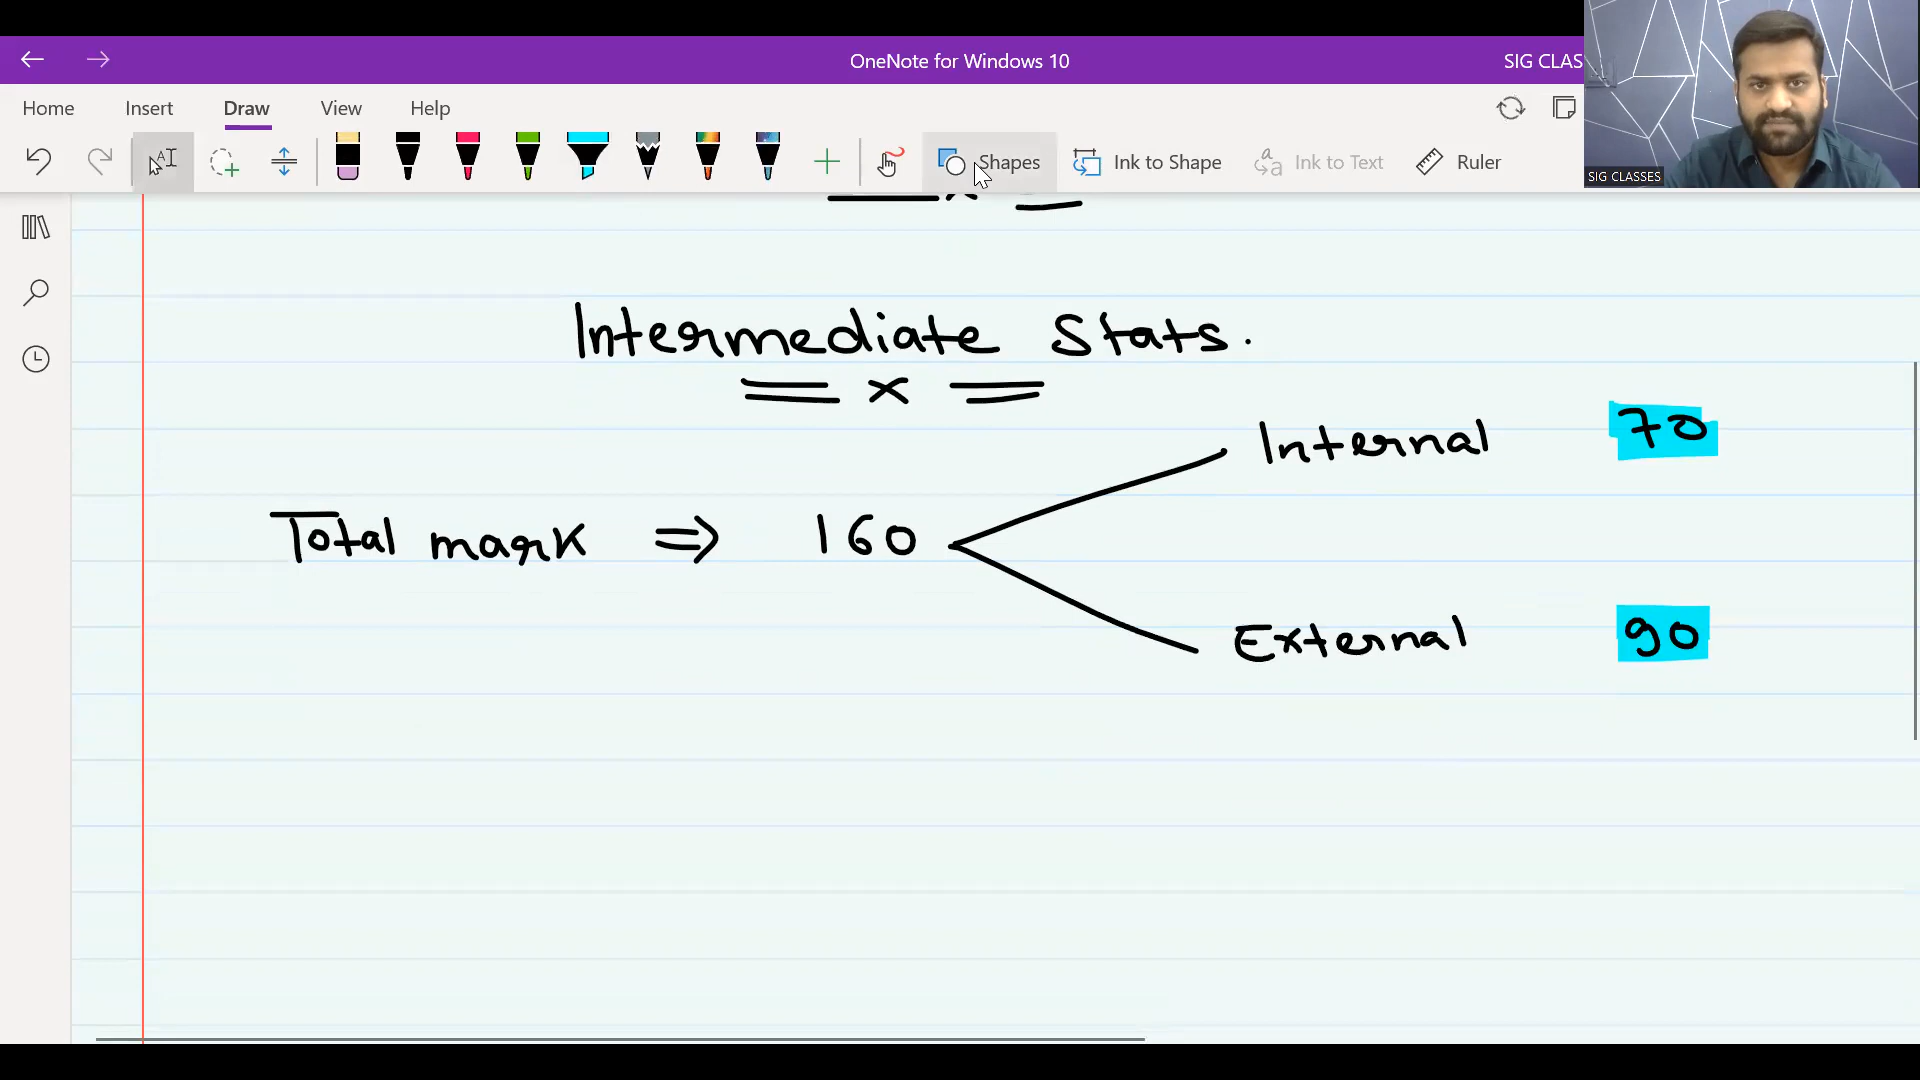 OneNote for Windows 10
SIG CLAS
Home Insert Draw View Help
Shapes Ink to Shape Ink to Text Ruler
SIG CLASSES
Intermediate Stats.
x
Internal 70
Total mark ⇒ 160
External 90